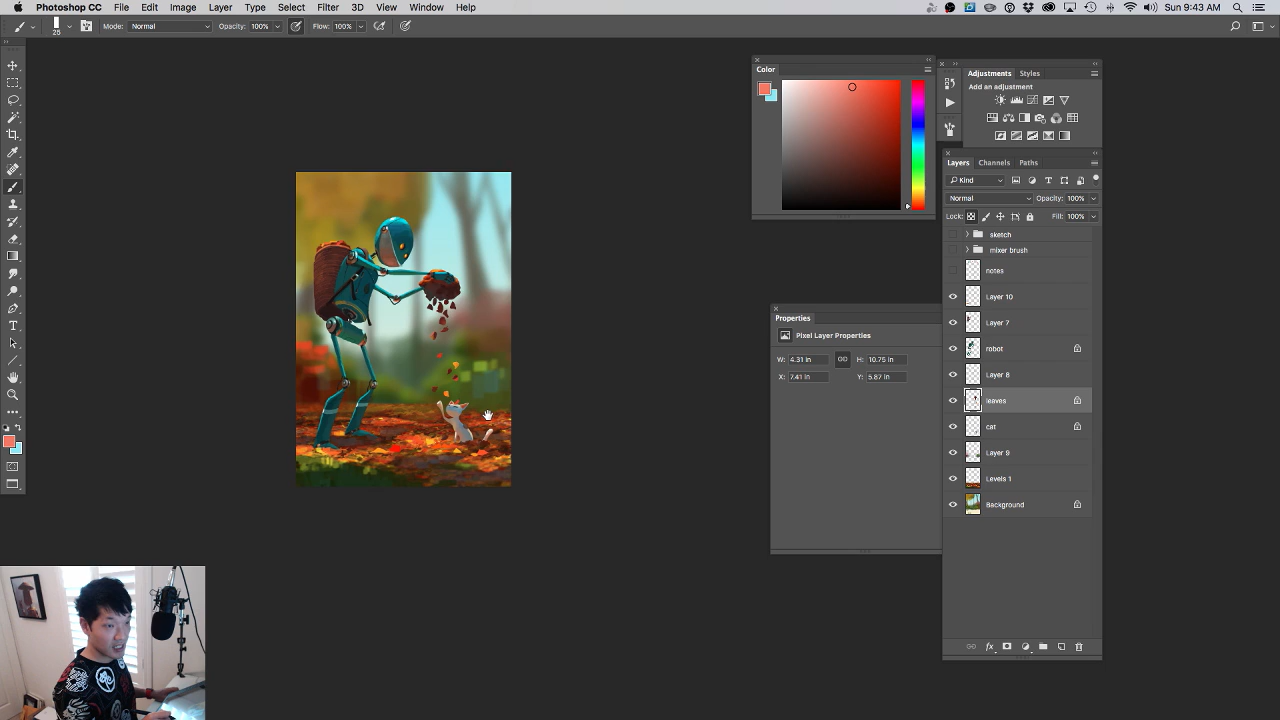 Photoshop CC File Edit Image Layer Type Select Filter 3D View Window Help Sun 9:43 AM
25 Mode: Normal Opacity: 100% Flow: 100%
Color
Adjustments Styles
Add an adjustment
Layers Channels Paths
Kind
Normal Opacity: 100%
Lock: Fill: 100%
sketch
mixer brush
notes
Layer 10
Layer 7
robot
Layer 8
leaves
cat
Layer 9
Levels 1
Background
Properties
Pixel Layer Properties
W: 4.31 in H: 10.75 in
X: 7.41 in Y: 5.87 in
fx